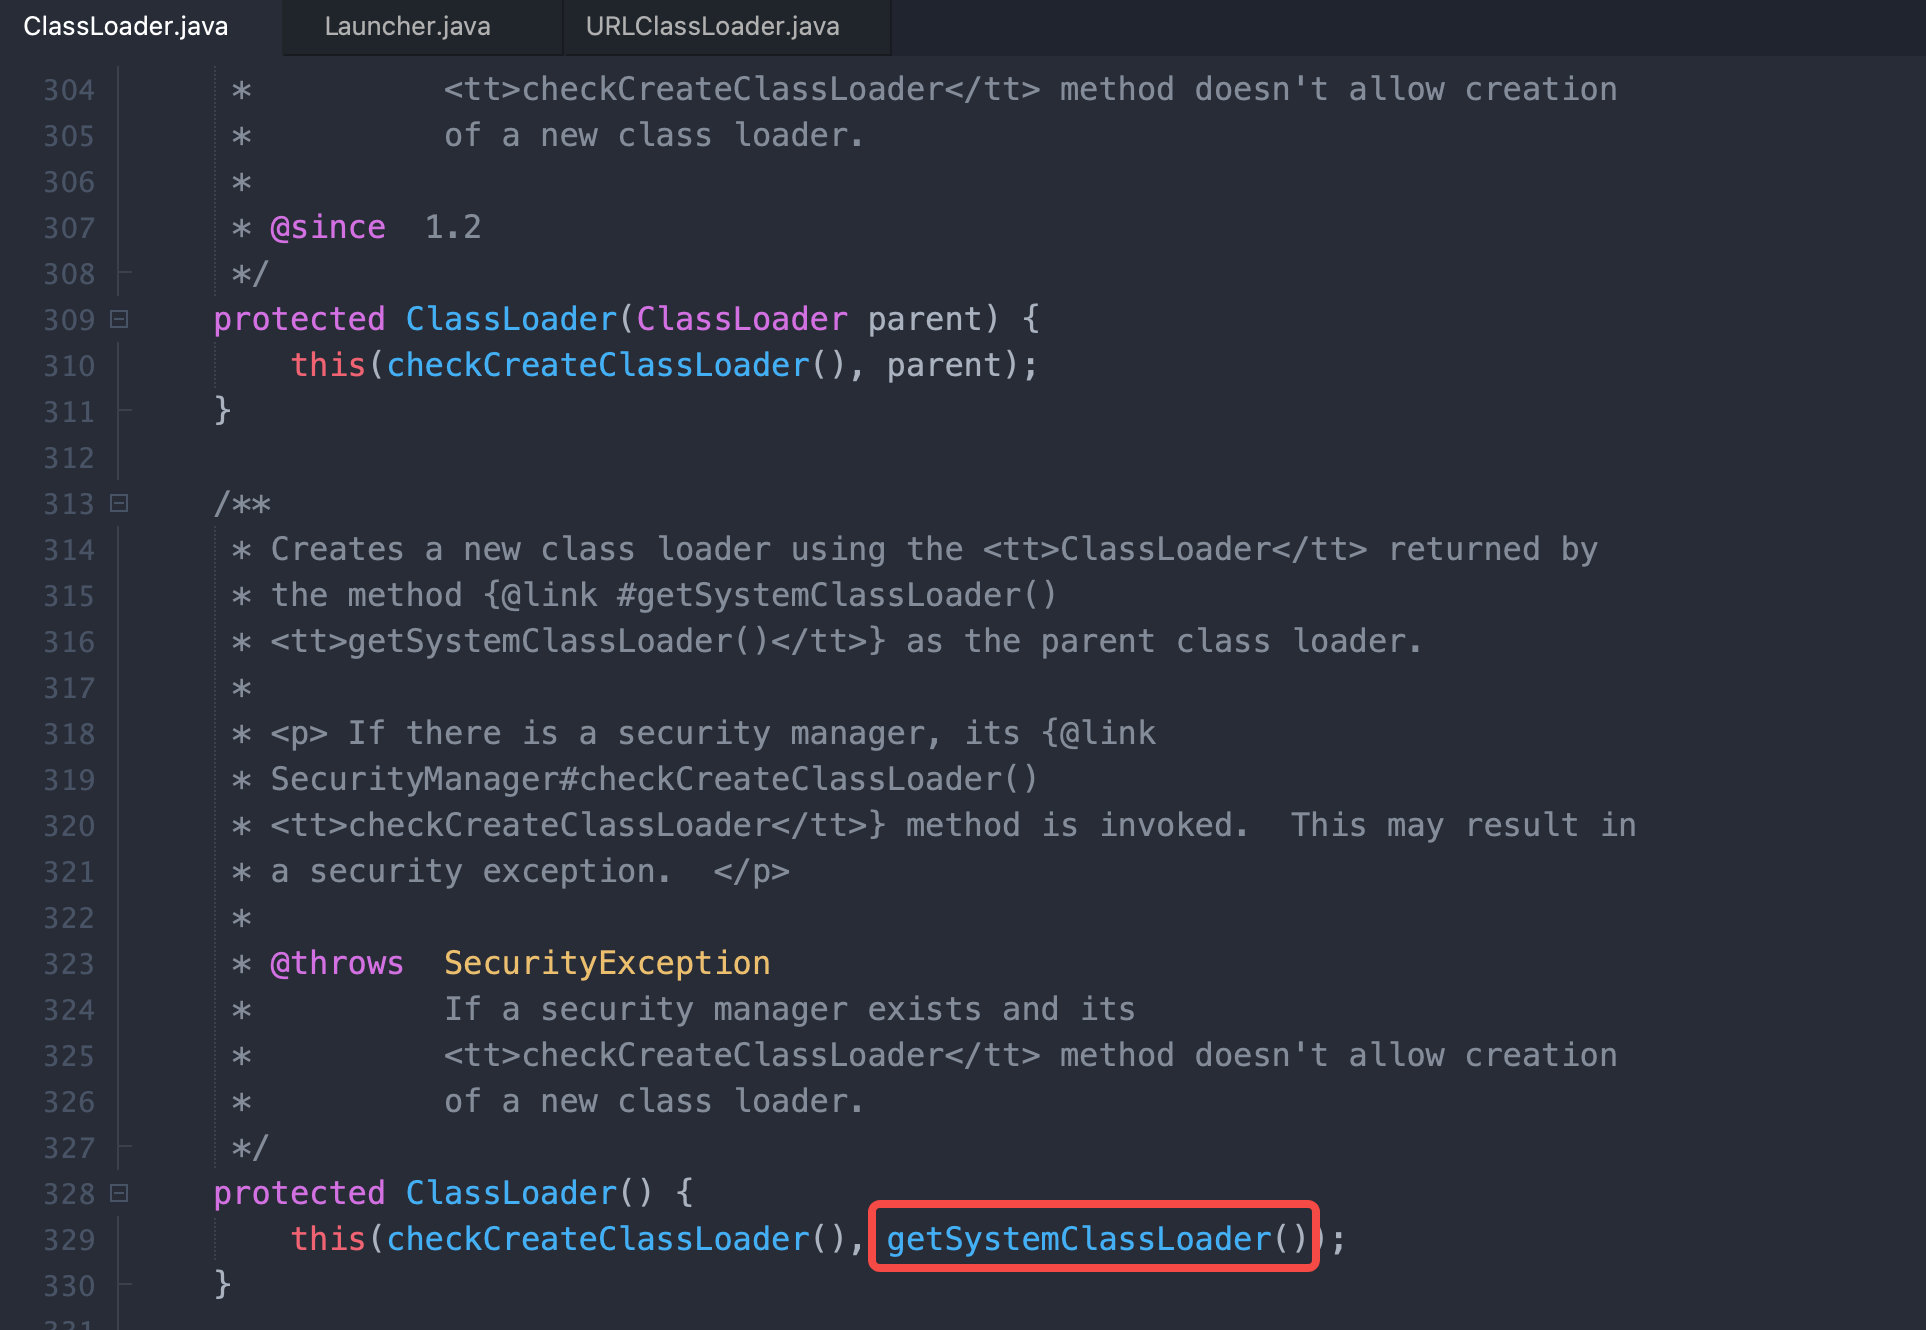 ClassLoader.java Launcher.java URLClassLoader.java
304 * <tt>checkCreateClassLoader</tt> method doesn't allow creation
305 * of a new class loader.
306 *
307 * @since 1.2
308 */
309 protected ClassLoader(ClassLoader parent) {
310 this(checkCreateClassLoader(), parent);
311 }
312
313 /**
314 * Creates a new class loader using the <tt>ClassLoader</tt> returned by
315 * the method {@link #getSystemClassLoader()
316 * <tt>getSystemClassLoader()</tt>} as the parent class loader.
317 *
318 * <p> If there is a security manager, its {@link
319 * SecurityManager#checkCreateClassLoader()
320 * <tt>checkCreateClassLoader</tt>} method is invoked.  This may result in
321 * a security exception.  </p>
322 *
323 * @throws  SecurityException
324 * If a security manager exists and its
325 * <tt>checkCreateClassLoader</tt> method doesn't allow creation
326 * of a new class loader.
327 */
328 protected ClassLoader() {
329 this(checkCreateClassLoader(), getSystemClassLoader());
330 }
331